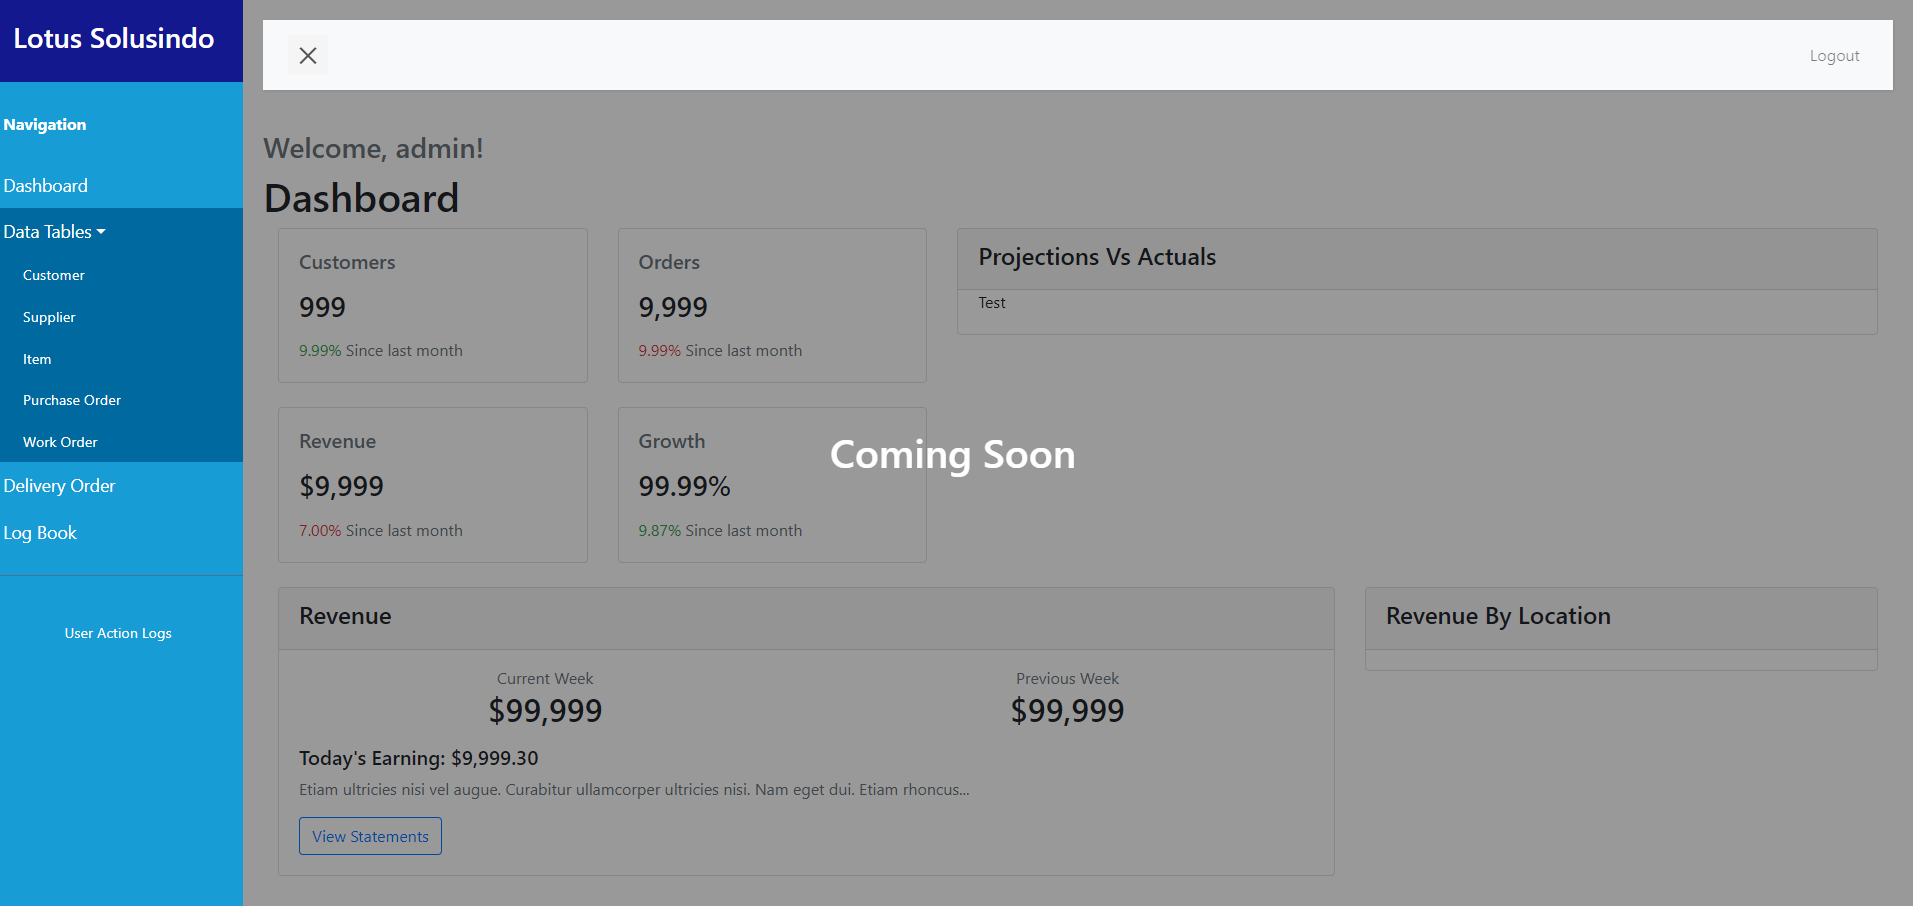 Lotus Solusindo
Navigation
Dashboard
Data Tables
Customer
Supplier
Item
Purchase Order
Work Order
Delivery Order
Log Book
User Action Logs
Logout
Welcome, admin!
Dashboard
Customers
999
9.99% Since last month
Orders
9,999
9.99% Since last month
Projections Vs Actuals
Test
Revenue
$9,999
7.00% Since last month
Growth
99.99%
9.87% Since last month
Coming Soon
Revenue
Current Week
$99,999
Previous Week
$99,999
Today's Earning: $9,999.30
Etiam ultricies nisi vel augue. Curabitur ullamcorper ultricies nisi. Nam eget dui. Etiam rhoncus...
View Statements
Revenue By Location